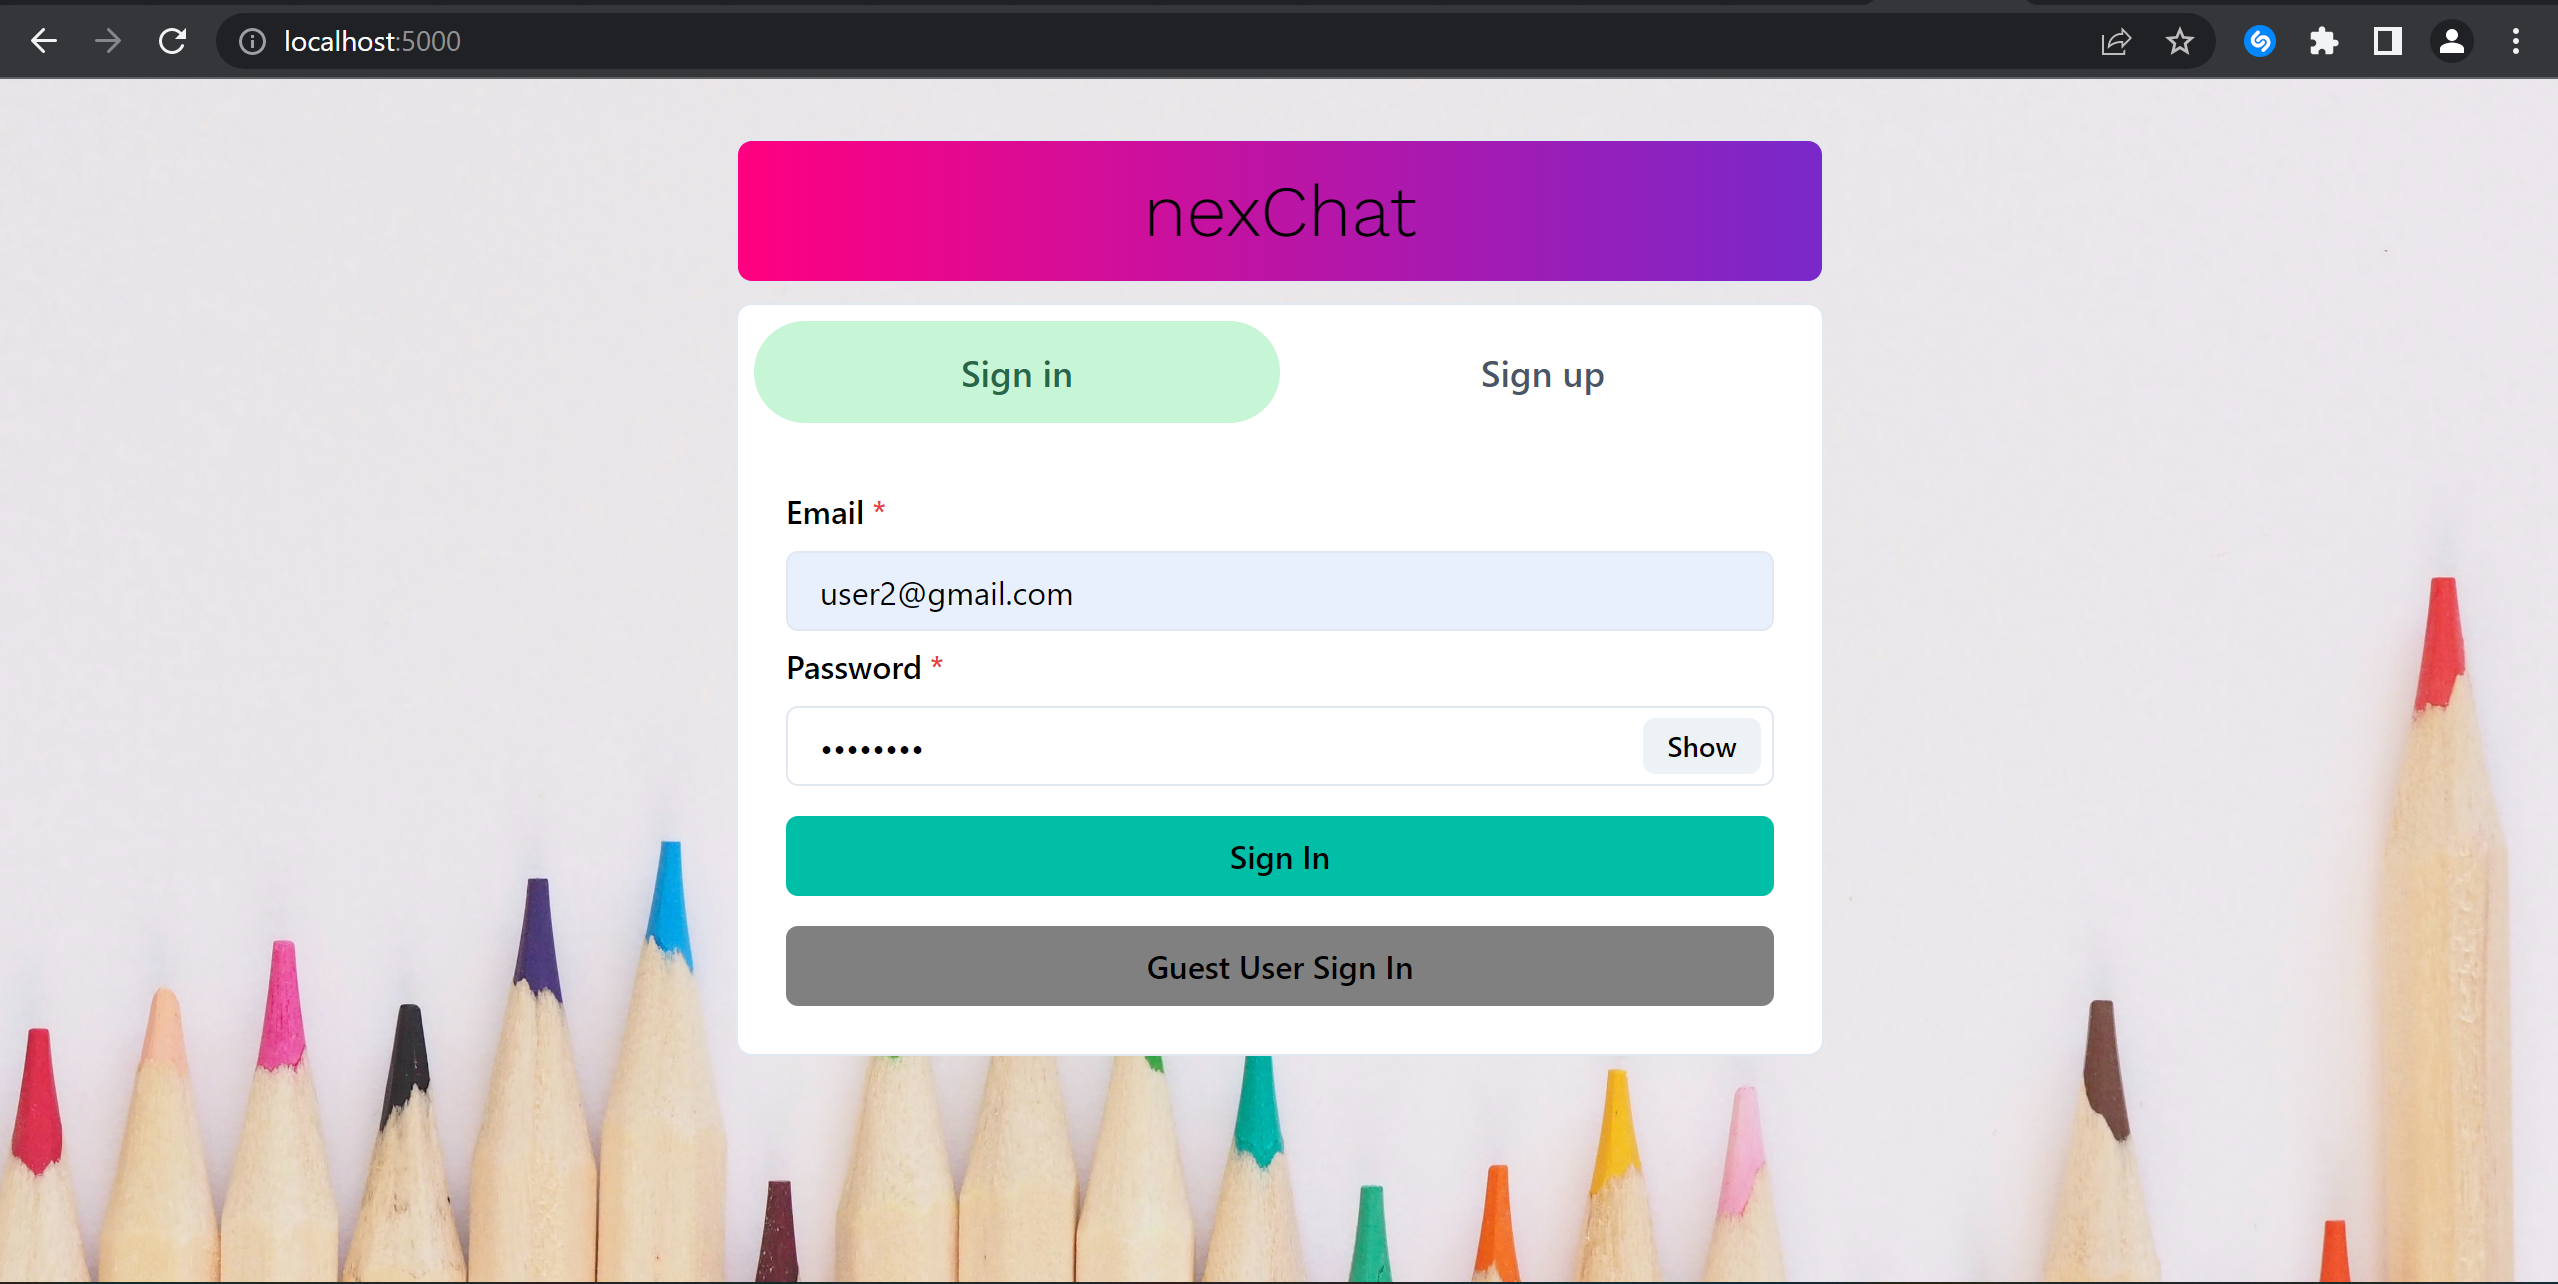 localhost:5000
nexChat
Sign in
Sign up
Email *
user2@gmail.com
Password *
••••••••
Show
Sign In
Guest User Sign In